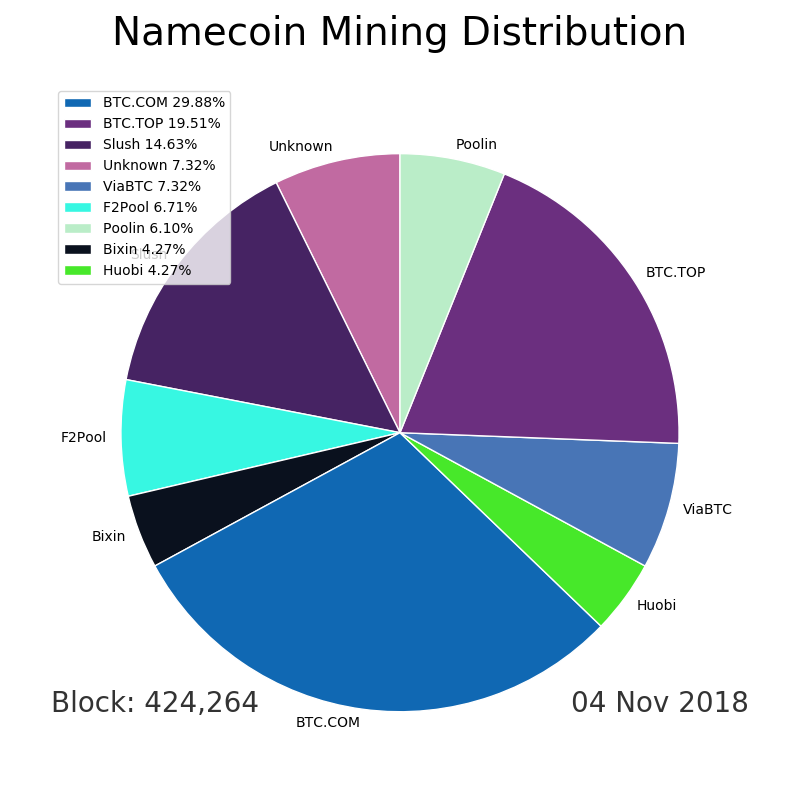 Namecoin Mining Distribution
BTC.COM 29.88%
BTC.TOP 19.51%
Slush 14.63%
Unknown 7.32%
ViaBTC 7.32%
F2Pool 6.71%
Poolin 6.10%
Bixin 4.27%
Huobi 4.27%
Unknown
Poolin
Slush
BTC.TOP
F2Pool
ViaBTC
Bixin
Huobi
Block: 424,264
04 Nov 2018
BTC.COM